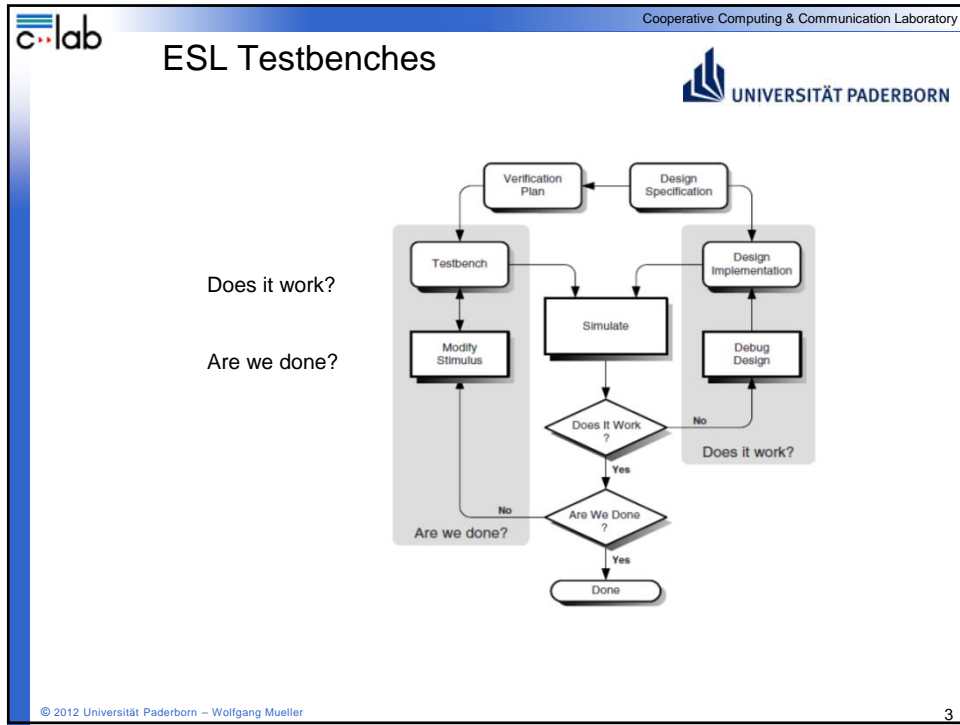 Cooperative Computing & Communication Laboratory
c lab
ESL Testbenches
UNIVERSITÄT PADERBORN
Verification
Plan
Design
Specification
Testbench
Design
Implementation
Does it work?
Simulate
Modify
Stimulus
Debug
Design
Are we done?
Does It Work
?
No
Does it work?
Yes
No
Are We Done
?
Are we done?
Yes
Done
© 2012 Universität Paderborn – Wolfgang Mueller
3